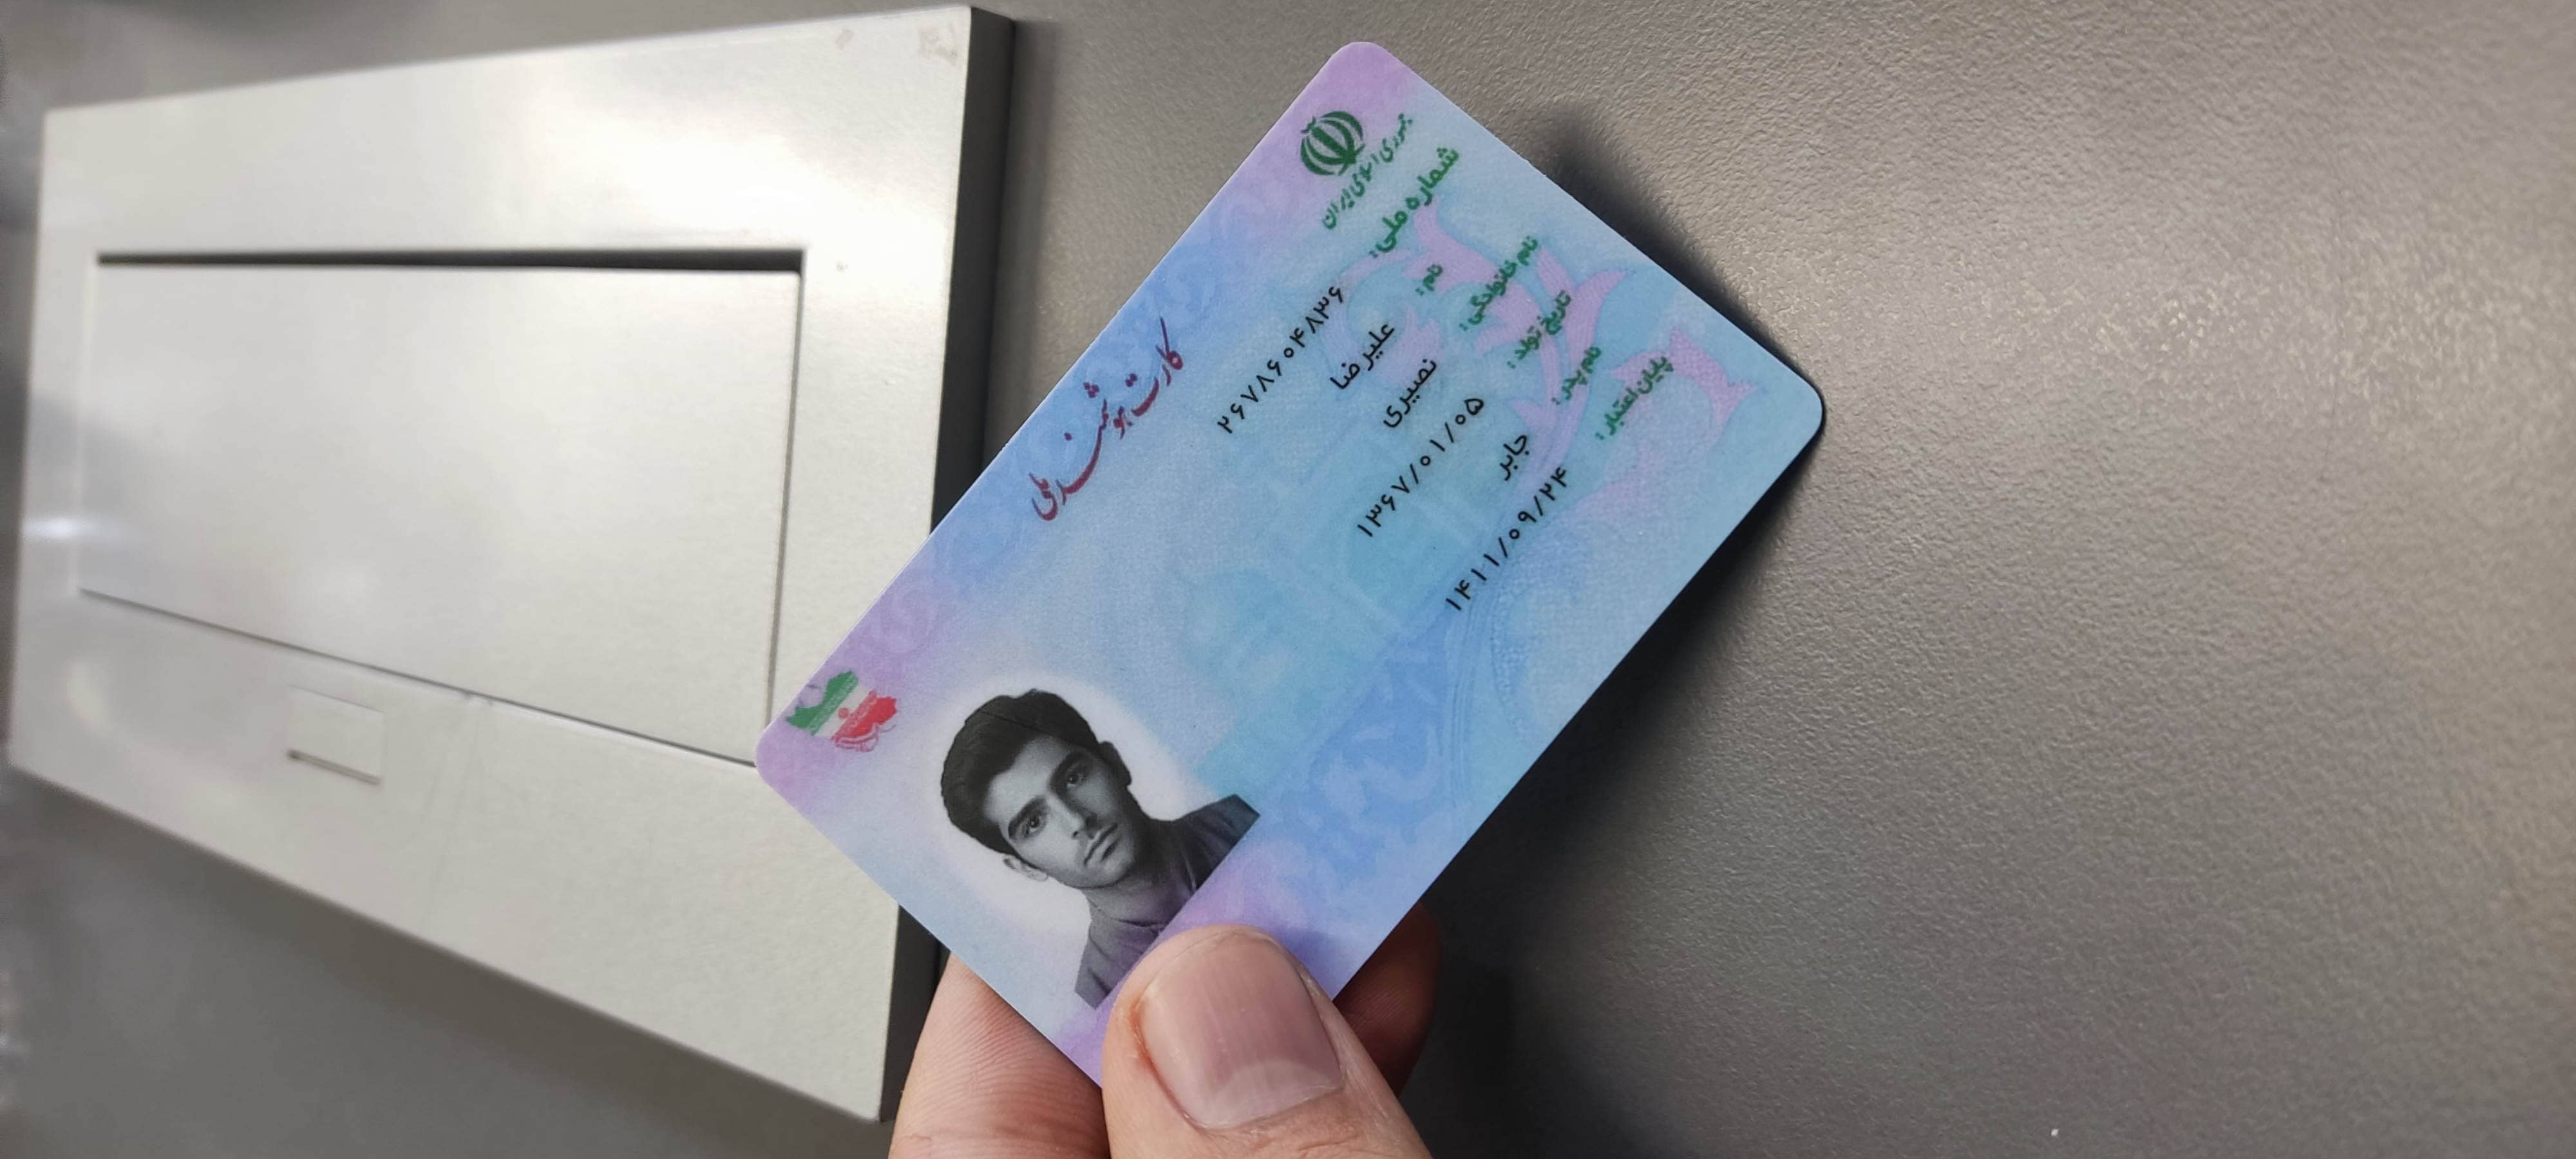 جمهوری اسلامی ایران
کارت هوشمند ملی
شماره ملی: ۲۶۷۸۶۰۴۸۳۶
نام: علیرضا
نام خانوادگی: نصیری
تاریخ تولد: ۱۳۶۷/۰۱/۰۵
نام پدر: جابر
پایان اعتبار: ۱۴۱۱/۰۹/۲۴